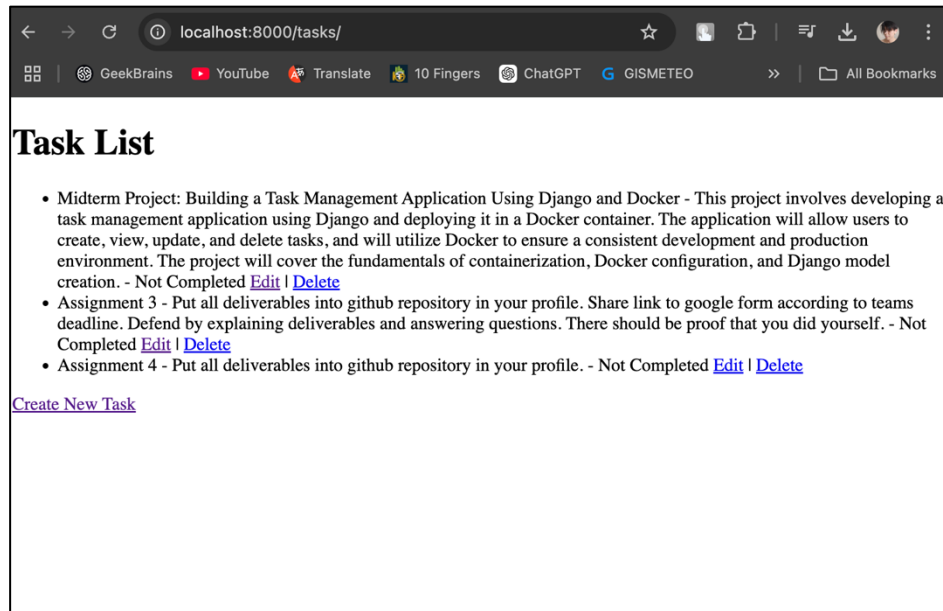 localhost:8000/tasks/
GeekBrains YouTube Translate 10 Fingers ChatGPT G GISMETEO » All Bookmarks
Task List
• Midterm Project: Building a Task Management Application Using Django and Docker - This project involves developing a
task management application using Django and deploying it in a Docker container. The application will allow users to
create, view, update, and delete tasks, and will utilize Docker to ensure a consistent development and production
environment. The project will cover the fundamentals of containerization, Docker configuration, and Django model
creation. - Not Completed Edit | Delete
• Assignment 3 - Put all deliverables into github repository in your profile. Share link to google form according to teams
deadline. Defend by explaining deliverables and answering questions. There should be proof that you did yourself. - Not
Completed Edit | Delete
• Assignment 4 - Put all deliverables into github repository in your profile. - Not Completed Edit | Delete
Create New Task